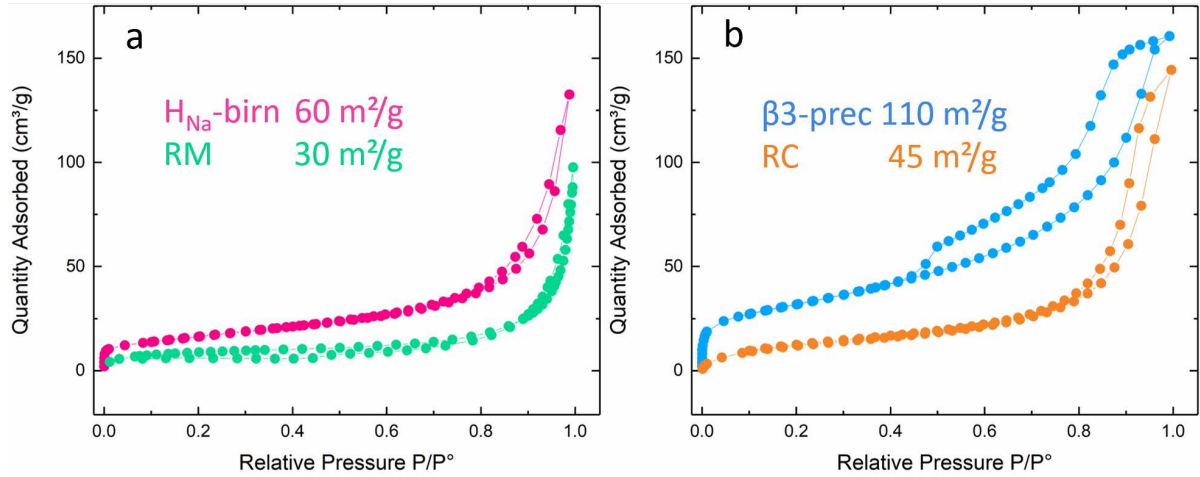 a
H_Na-birn 60 m²/g
RM 30 m²/g
Quantity Adsorbed (cm³/g)
150
100
50
0
0.0 0.2 0.4 0.6 0.8 1.0
Relative Pressure P/P°
b
β3-prec 110 m²/g
RC 45 m²/g
Quantity Adsorbed (cm³/g)
150
100
50
0
0.0 0.2 0.4 0.6 0.8 1.0
Relative Pressure P/P°